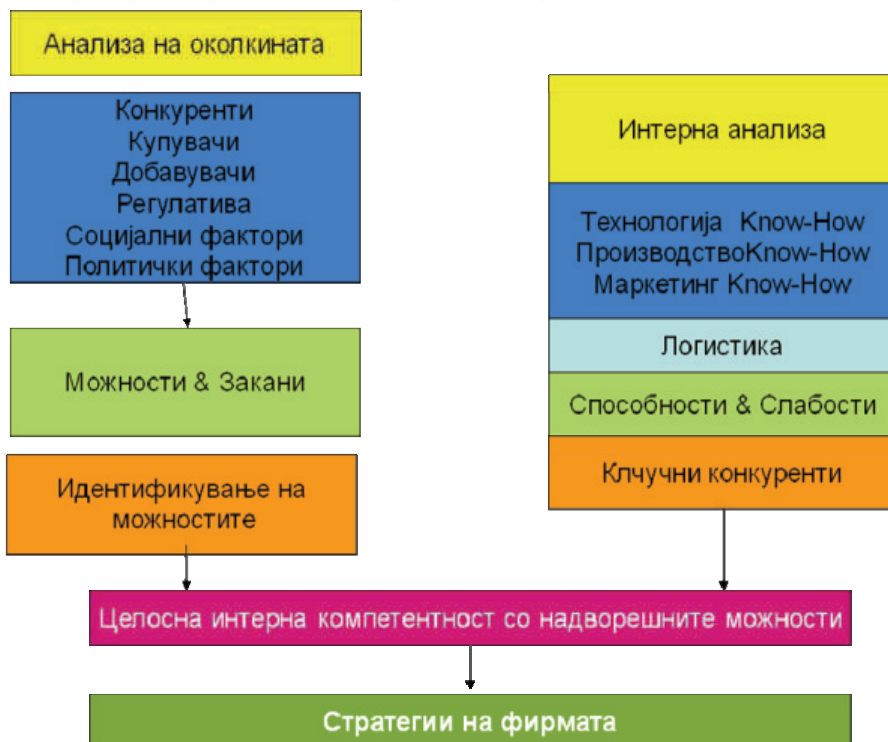 Анализа на околкината
Конкуренти
Купувачи
Добавувачи
Регулатива
Социјални фактори
Политички фактори
Можности & Закани
Идентификување на
можностите
Интерна анализа
Технологија Know-How
ПроизводствоKnow-How
Маркетинг Know-How
Логистика
Способности & Слабости
Клчучни конкуренти
Целосна интерна компетентност со надворешните можности
Стратегии на фирмата